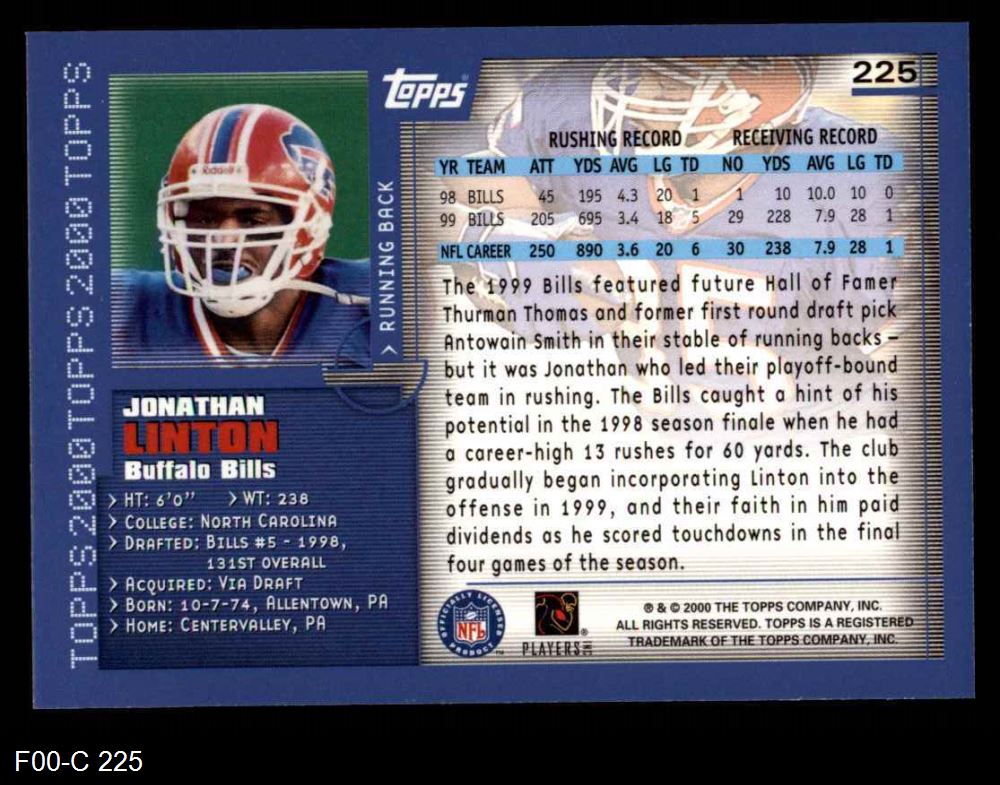 TOPPS2000TOPPS2000TOPPS2000TOPPS
Riddell
> RUNNING BACK
JONATHAN
LINTON
Buffalo Bills
> HT: 6'0" > WT: 238
> COLLEGE: NORTH CAROLINA
> DRAFTED: BILLS #5 - 1998,
131ST OVERALL
> ACQUIRED: VIA DRAFT
> BORN: 10-7-74, ALLENTOWN, PA
> HOME: CENTERVALLEY, PA
Topps®
225
RUSHING RECORD RECEIVING RECORD
YR TEAM ATT YDS AVG LG TD NO YDS AVG LG TD
98 BILLS 45 195 4.3 20 1 1 10 10.0 10 0
99 BILLS 205 695 3.4 18 5 29 228 7.9 28 1
NFL CAREER 250 890 3.6 20 6 30 238 7.9 28 1
The 1999 Bills featured future Hall of Famer
Thurman Thomas and former first round draft pick
Antowain Smith in their stable of running backs –
but it was Jonathan who led their playoff-bound
team in rushing. The Bills caught a hint of his
potential in the 1998 season finale when he had
a career-high 13 rushes for 60 yards. The club
gradually began incorporating Linton into the
offense in 1999, and their faith in him paid
dividends as he scored touchdowns in the final
four games of the season.
OFFICIALLY LICENSED
NFL
PRODUCT
™
PLAYERS INC ®
® & © 2000 THE TOPPS COMPANY, INC.
ALL RIGHTS RESERVED. TOPPS IS A REGISTERED
TRADEMARK OF THE TOPPS COMPANY, INC.
F00-C 225